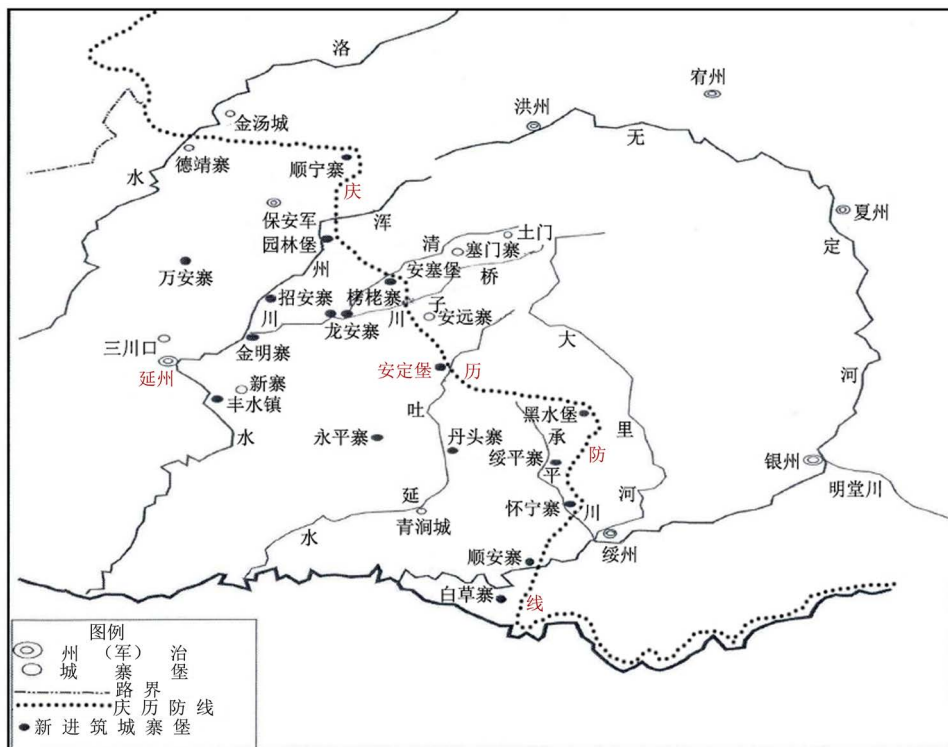 洛
宥州
洪州
无
金汤城
德靖寨
顺宁寨
水
庆
保安军
浑
夏州
土门
清
定
园林堡
塞门寨
州
安塞堡
桥
万安寨
栲栳寨
招安寨
子
川
川
安远寨
龙安寨
大
三川口
金明寨
延州
安定堡
历
河
新寨
丰水镇
吐
黑水堡
里
水
永平寨
丹头寨
承
防
绥平寨
平
银州
明堂川
延
怀宁寨
川
河
青涧城
水
绥州
顺安寨
白草寨
线
图例
州（军）治
城寨堡
路界
庆历防线
新进筑城寨堡